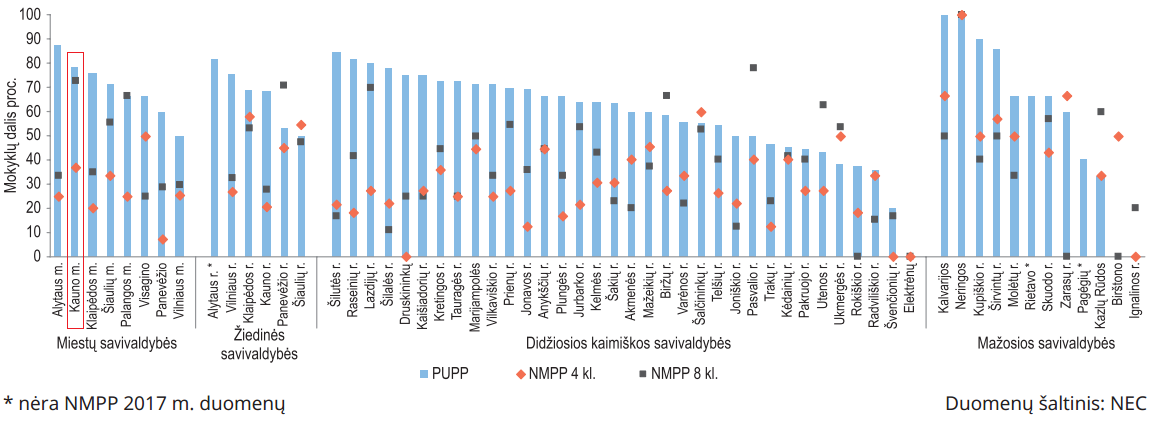 Mokyklų dalis proc.
100
90
80
70
60
50
40
30
20
10
0
Alytaus m.
Kauno m.
Klaipėdos m.
Šiaulių m.
Palangos m.
Visagino
Panevėžio
Vilniaus m.
Alytaus r. *
Vilniaus r.
Klaipėdos r.
Kauno r.
Panevėžio r.
Šiaulių r.
Šilutės r.
Raseinių r.
Lazdijų r.
Šilalės r.
Druskininkų
Kaišiadorių r.
Kretingos r.
Tauragės r.
Marijampolės
Vilkaviškio r.
Prienų r.
Jonavos r.
Anykščių r.
Plungės r.
Jurbarko r.
Kelmės r.
Šakių r.
Akmenės r.
Mažeikių r.
Biržų r.
Varėnos r.
Šalčininkų r.
Telšių r.
Joniškio r.
Pasvalio r.
Trakų r.
Kėdainių r.
Pakruojo r.
Utenos r.
Ukmergės r.
Rokiškio r.
Radviliškio r.
Švenčionių r.
Elektrėnų
Kalvarijos
Neringos
Kupiškio r.
Širvintų r.
Molėtų r.
Rietavo *
Skuodo r.
Zarasų r.
Pagėgių *
Kazlų Rūdos
Birštono
Ignalinos r.
Miestų savivaldybės
Žiedinės
savivaldybės
Didžiosios kaimiškos savivaldybės
Mažosios savivaldybės
PUPP
NMPP 4 kl.
NMPP 8 kl.
* nėra NMPP 2017 m. duomenų
Duomenų šaltinis: NEC